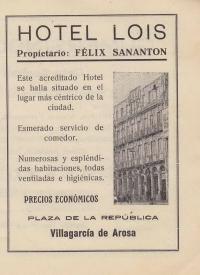 HOTEL LOIS
Propietario: FÉLIX SANANTON
Este acreditado Hotel
se halla situado en el
lugar más céntrico de la
ciudad.
Esmerado servicio de
comedor.
Numerosas y espléndi-
das habitaciones, todas
ventiladas e higiénicas.
PRECIOS ECONÓMICOS
PLAZA DE LA REPÚBLICA
Villagarcía de Arosa